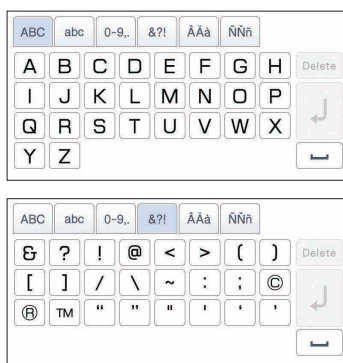 ABC abc 0~9,. &?! ÂÃà ÑÑñ
A B C D E F G H Delete
I J K L M N O P
Q R S T U V W X
Y Z
ABC abc 0~9,. &?! ÂÃà ÑÑñ
& ? ! @ < > ( ) Delete
[ ] / \ ~ : ; ©
® TM “ ” " ' ‘ ’